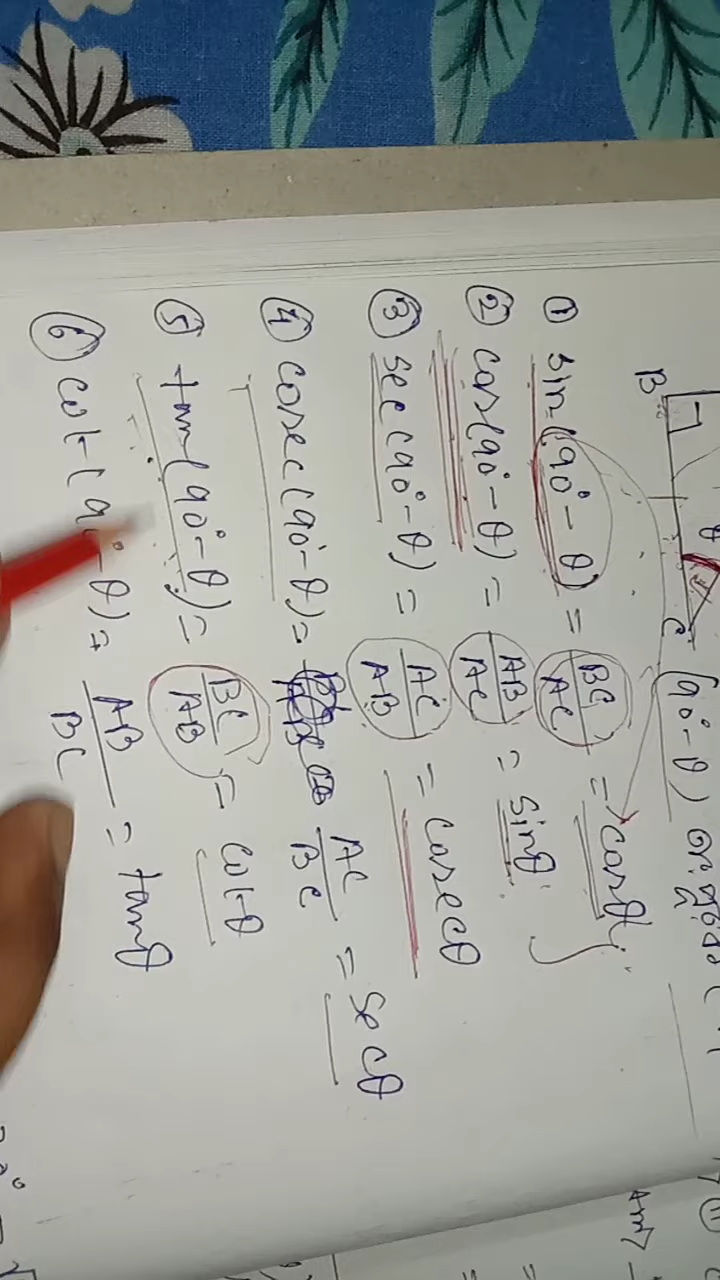 B
θ
C
(90° - θ)
① sin(90° - θ) = BC/AC = cosθ
② cos(90° - θ) = AB/AC = sinθ
③ sec(90° - θ) = AC/AB = cosecθ
④ cosec(90° - θ) = AC/BC = secθ
⑤ tan(90° - θ) = BC/AB = cotθ
⑥ cot(90° - θ) = AB/BC = tanθ